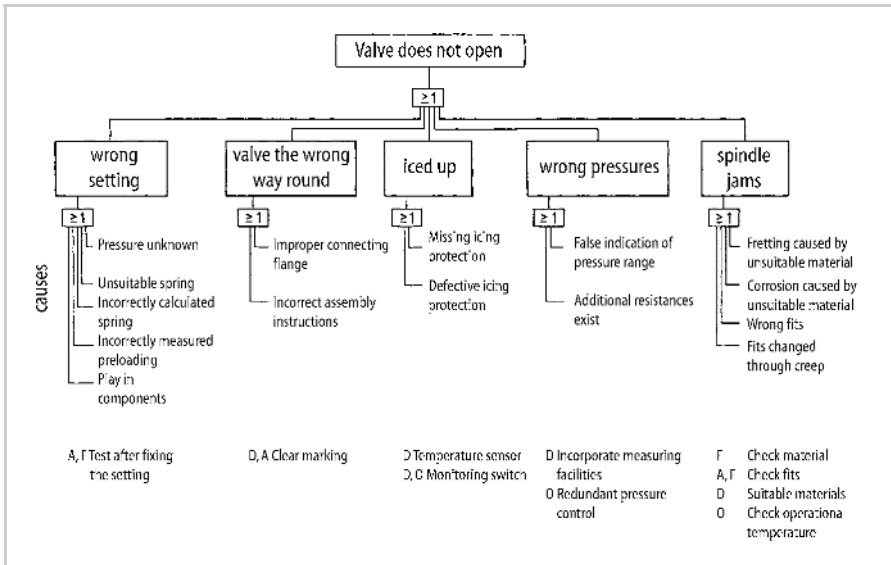 Valve does not open
≥1
wrong
setting
valve the wrong
way round
iced up
wrong pressures
spindle
jams
≥1
≥1
≥1
≥1
≥1
causes
Pressure unknown
Unsuitable spring
Incorrectly calculated
spring
Incorrectly measured
preloading
Play in
components
Improper connecting
flange
Incorrect assembly
instructions
Missing icing
protection
Defective icing
protection
False indication of
pressure range
Additional resistances
exist
Fretting caused by
unsuitable material
Corrosion caused by
unsuitable material
Wrong fits
Fits changed
through creep
A, F Test after fixing
the setting
D, A Clear marking
D Temperature sensor
D, O Monitoring switch
D Incorporate measuring
facilities
O Redundant pressure
control
F Check material
A, F Check fits
D Suitable materials
O Check operationa
temperature